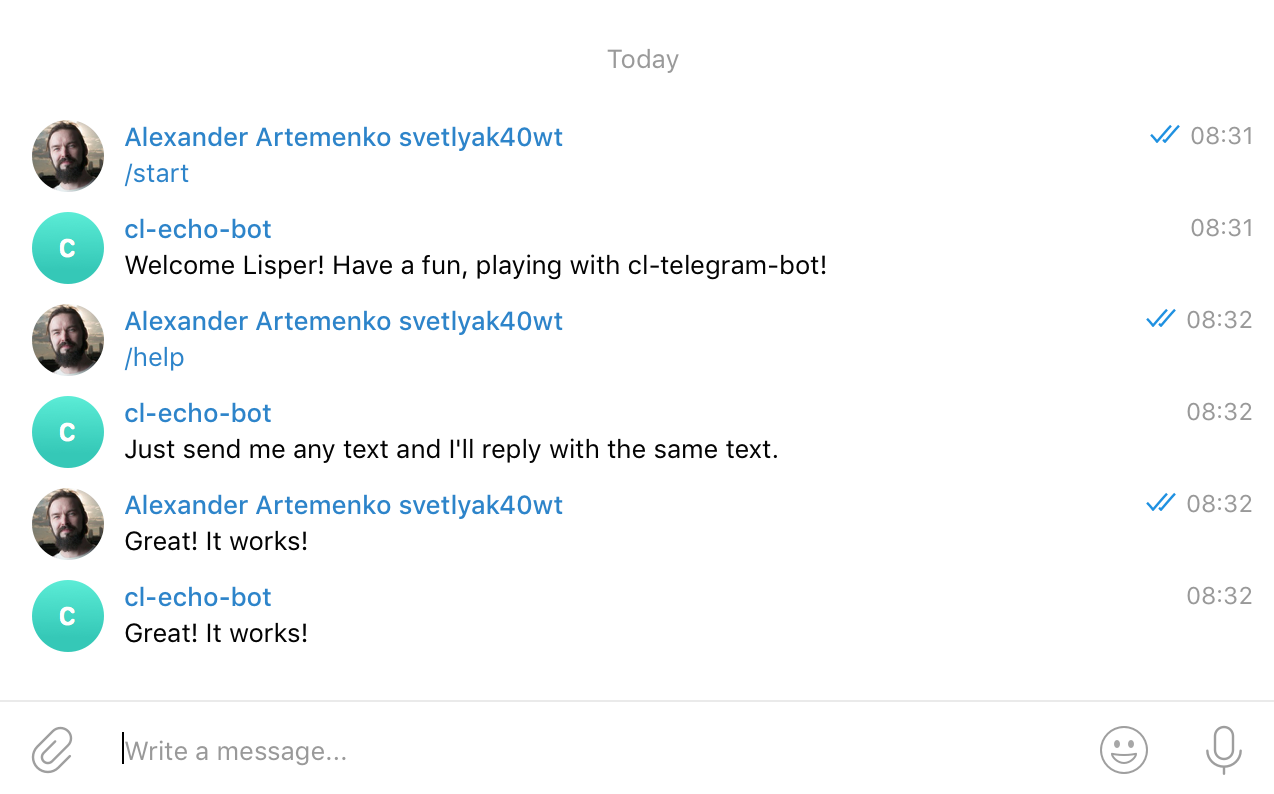 Today
Alexander Artemenko svetlyak40wt 08:31
/start
cl-echo-bot 08:31
C
Welcome Lisper! Have a fun, playing with cl-telegram-bot!
Alexander Artemenko svetlyak40wt 08:32
/help
cl-echo-bot 08:32
C
Just send me any text and I'll reply with the same text.
Alexander Artemenko svetlyak40wt 08:32
Great! It works!
cl-echo-bot 08:32
C
Great! It works!
Write a message...